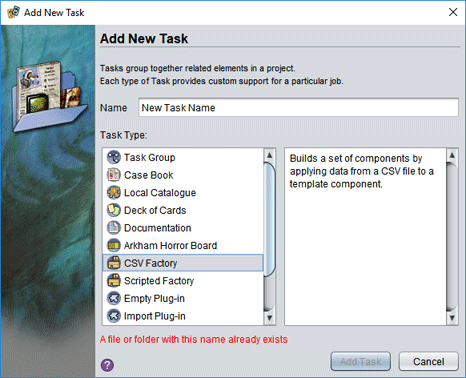 Add New Task
Add New Task
Tasks group together related elements in a project.
Each type of Task provides custom support for a particular job.
Name New Task Name
Task Type:
Task Group
Case Book
Local Catalogue
Deck of Cards
Documentation
Arkham Horror Board
CSV Factory
Scripted Factory
Empty Plug-in
Import Plug-in
Builds a set of components by
applying data from a CSV file to a
template component.
A file or folder with this name already exists
?
Add Task Cancel